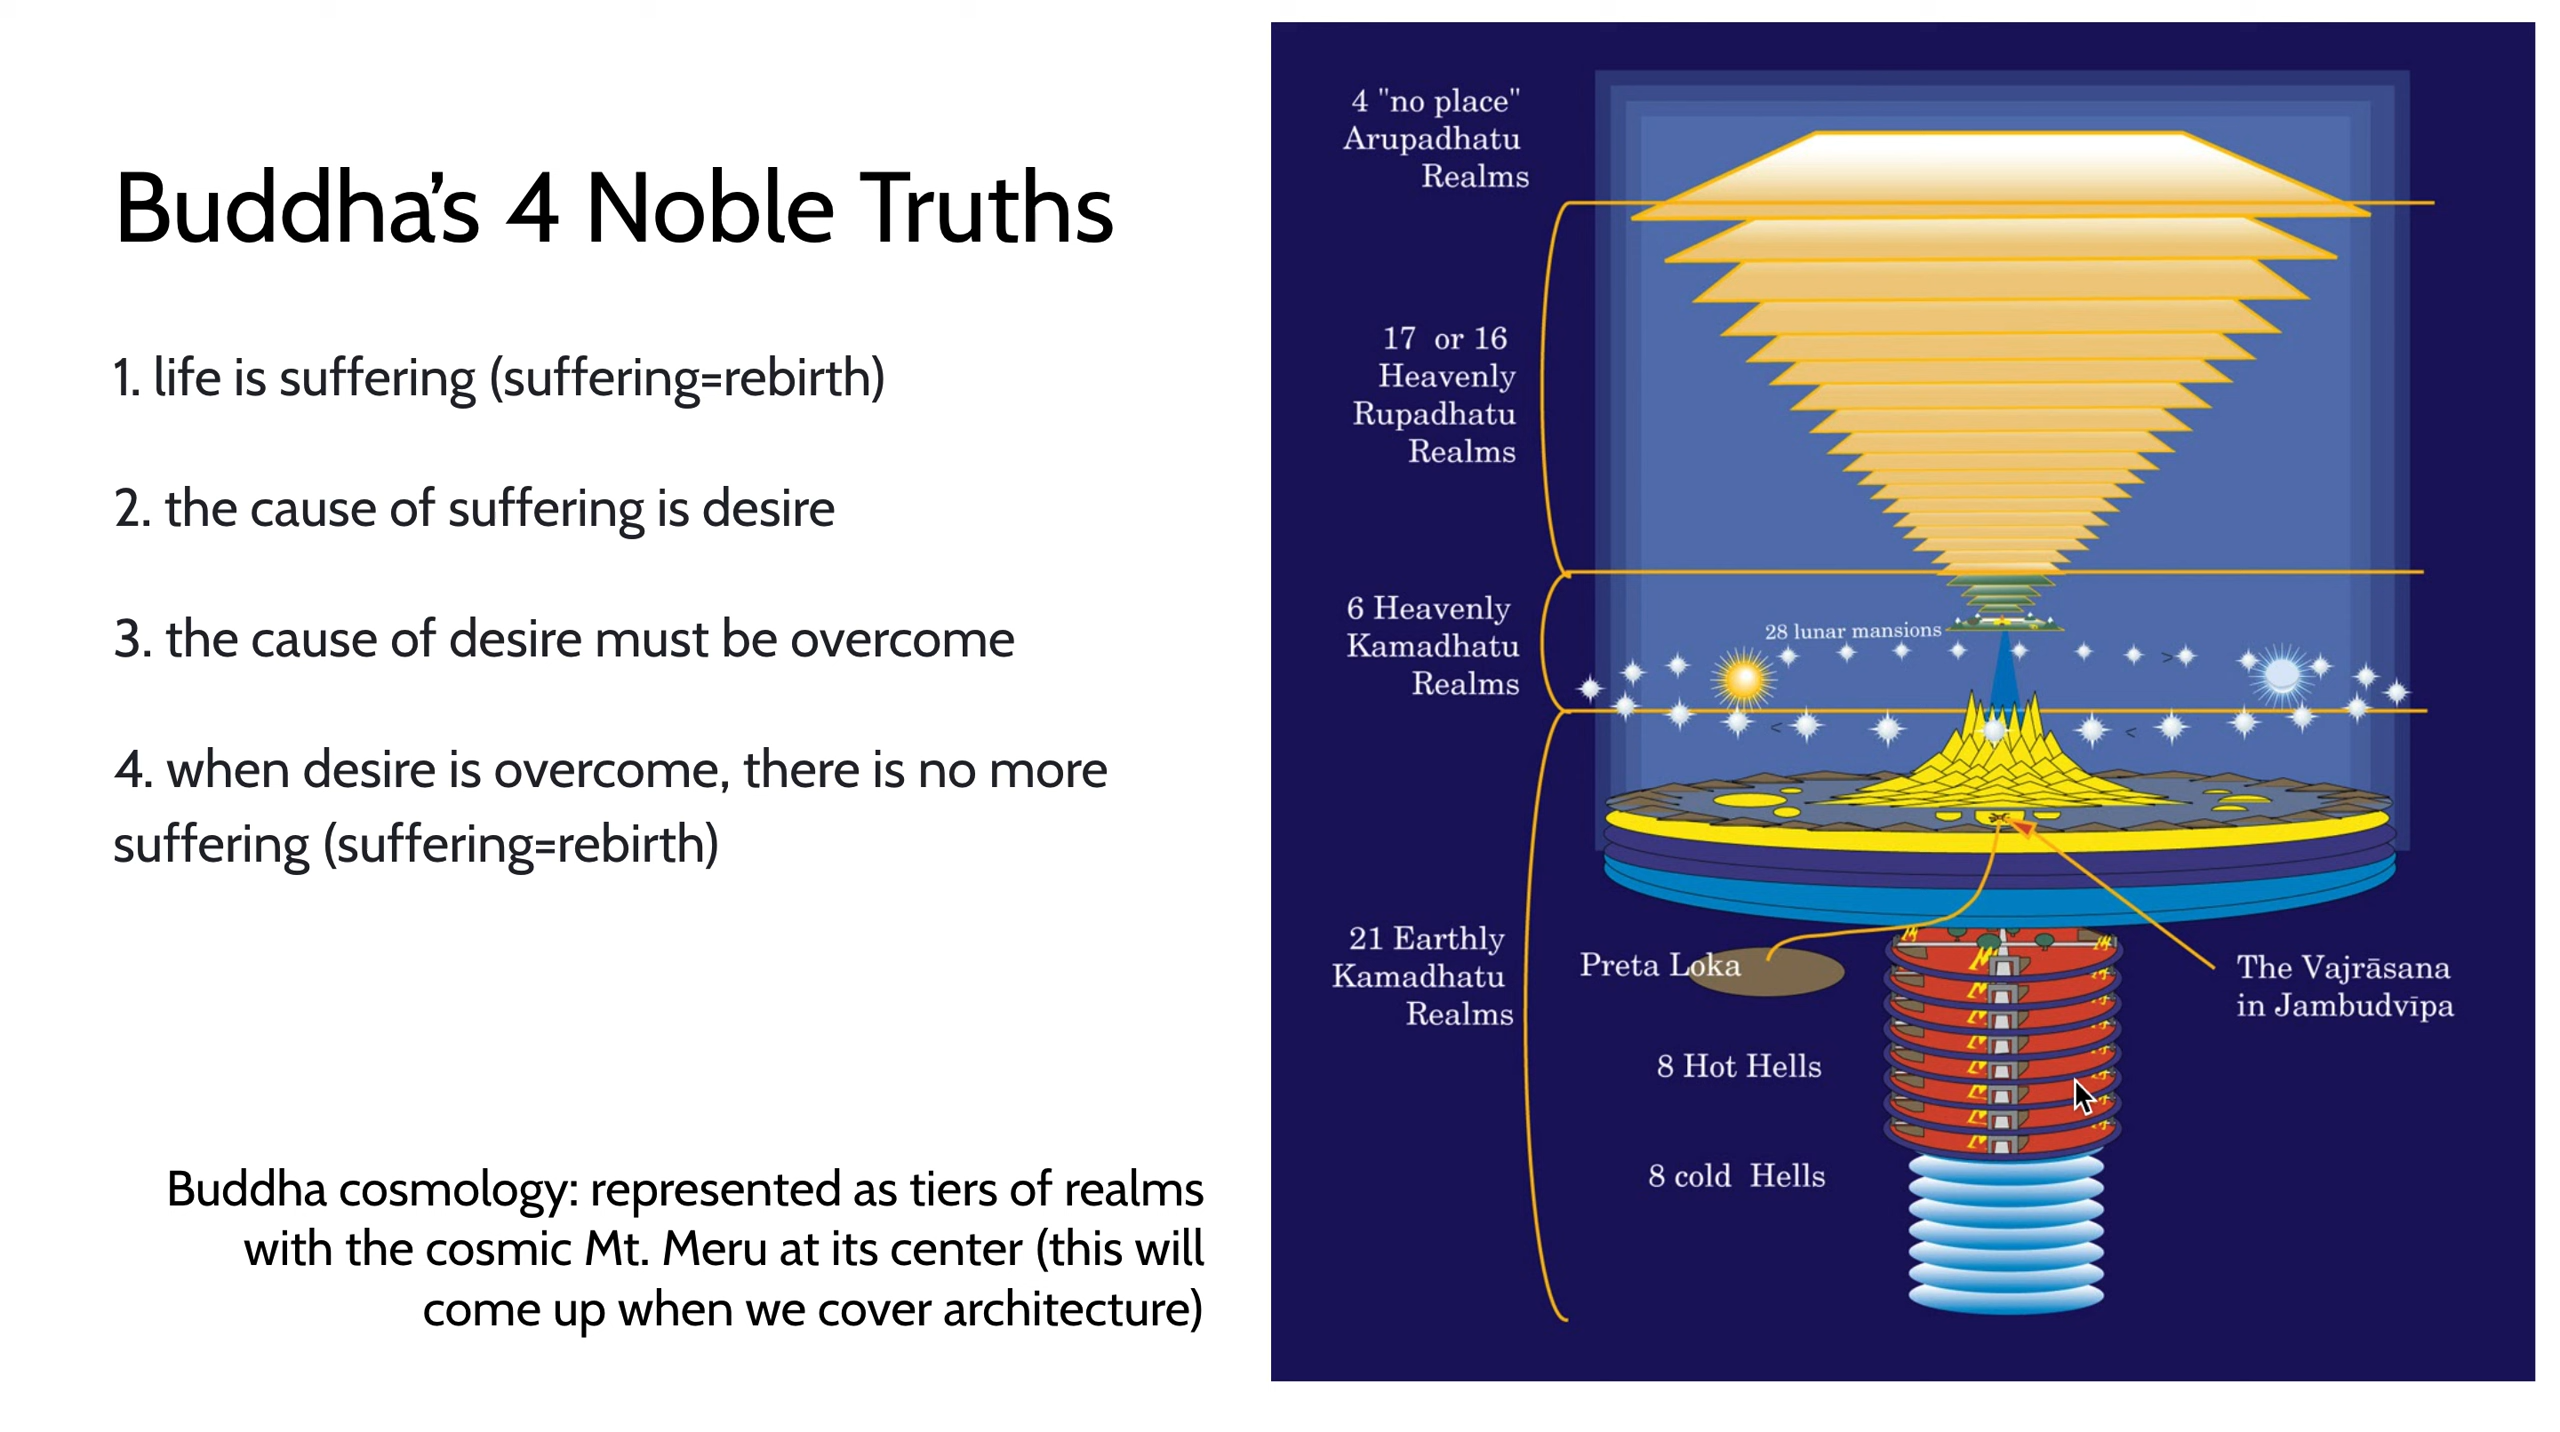 Buddha’s 4 Noble Truths
1. life is suffering (suffering=rebirth)
2. the cause of suffering is desire
3. the cause of desire must be overcome
4. when desire is overcome, there is no more
suffering (suffering=rebirth)
Buddha cosmology: represented as tiers of realms
with the cosmic Mt. Meru at its center (this will
come up when we cover architecture)
4 "no place"
Arupadhatu
Realms
17 or 16
Heavenly
Rupadhatu
Realms
6 Heavenly
Kamadhatu
Realms
28 lunar mansions
21 Earthly
Kamadhatu
Realms
Preta Loka
The Vajrāsana
in Jambudvīpa
8 Hot Hells
8 cold Hells